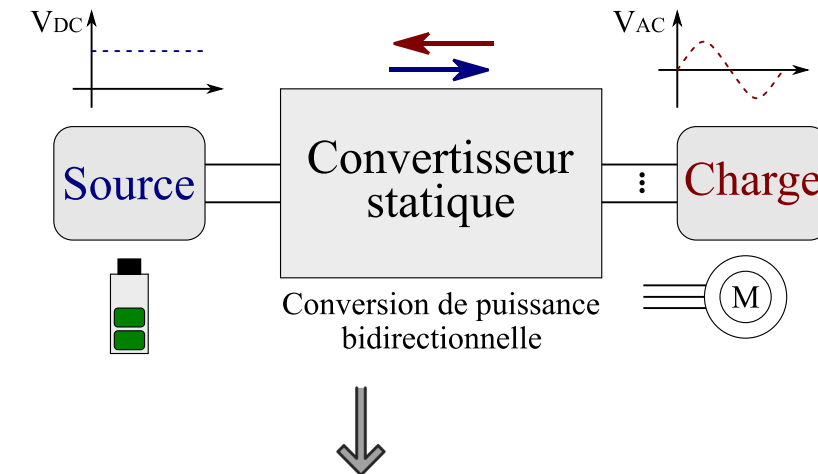 VDC
VAC
Source
Convertisseur
statique
Charge
Conversion de puissance
bidirectionnelle
M